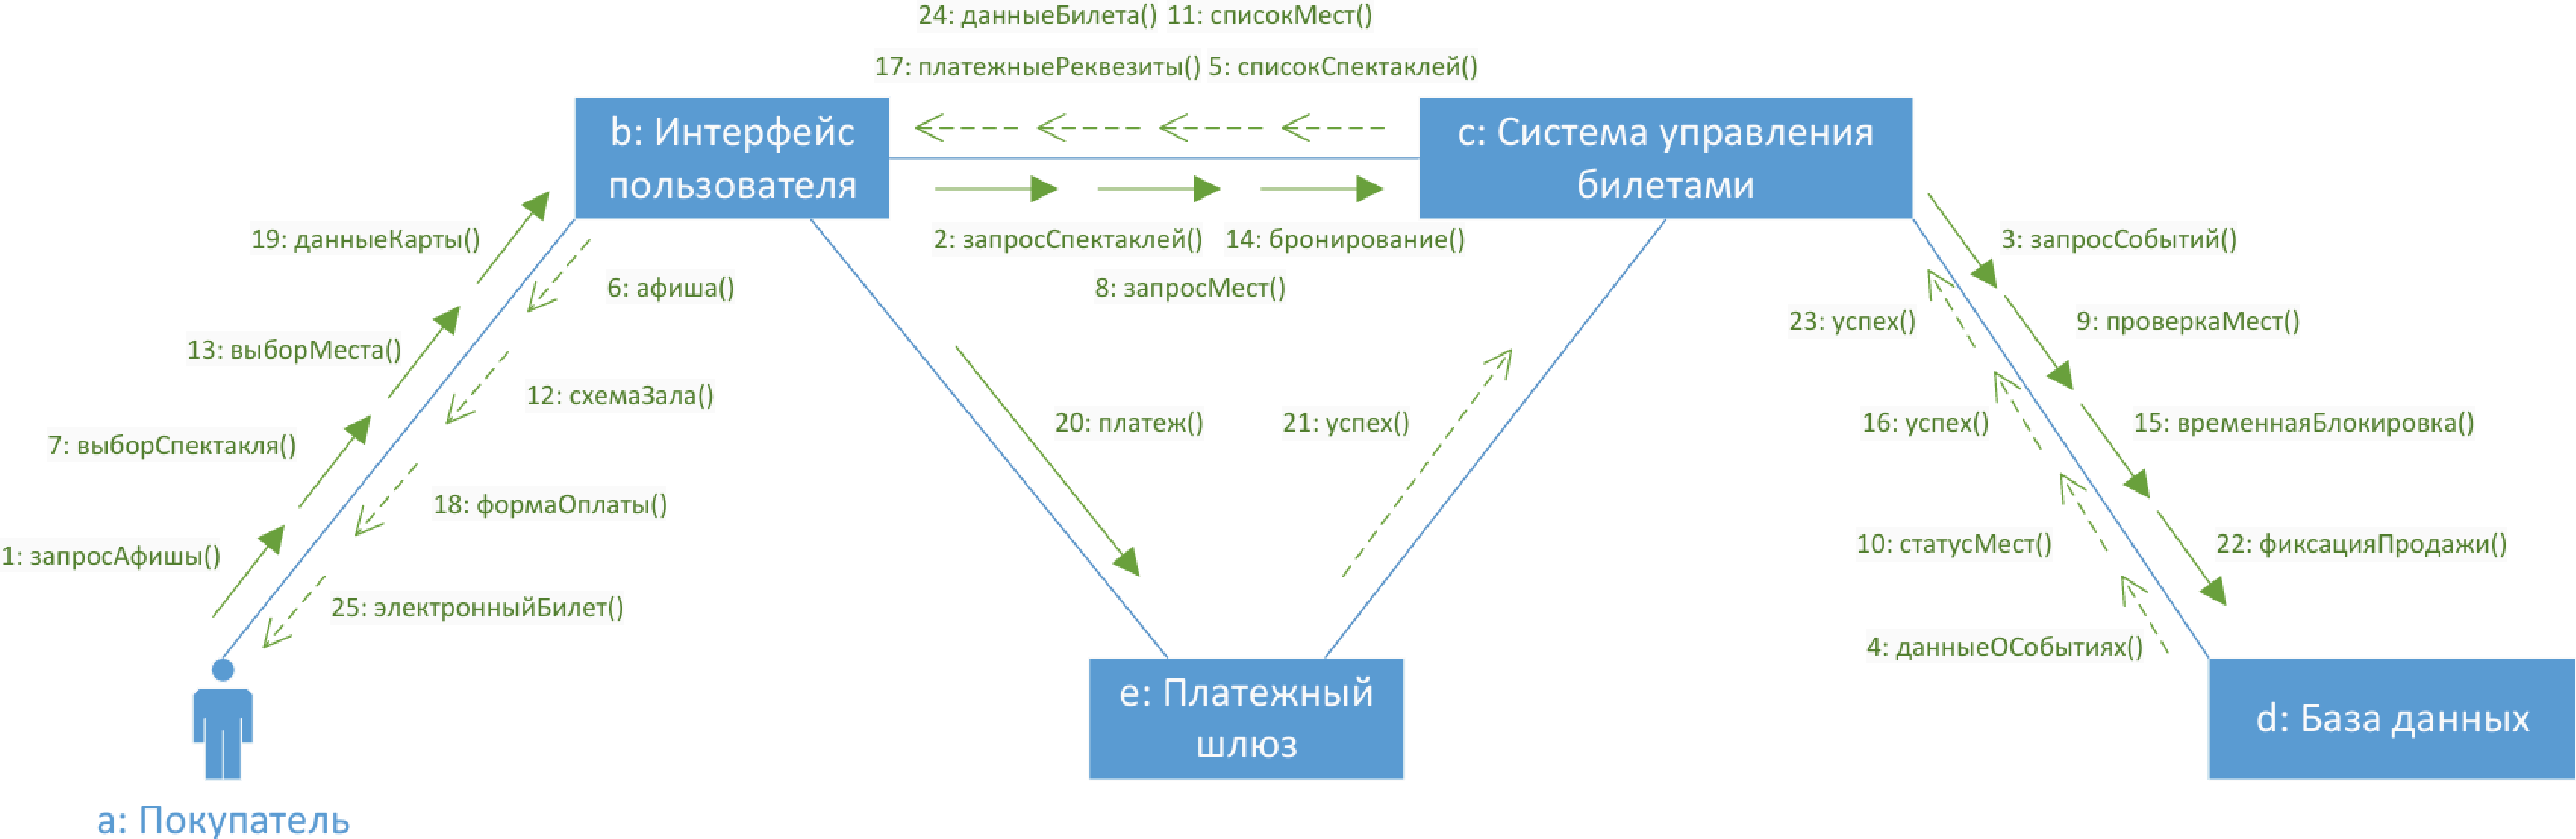 24: данныеБилета() 11: списокМест()
17: платежныеРеквезиты() 5: списокСпектаклей()
b: Интерфейс
пользователя
c: Система управления
билетами
19: данныеКарты()
2: запросСпектаклей() 14: бронирование()
3: запросСобытий()
6: афиша()
8: запросМест()
23: успех()
9: проверкаМест()
13: выборМеста()
12: схемаЗала()
20: платеж()
21: успех()
16: успех()
15: временнаяБлокировка()
7: выборСпектакля()
18: формаОплаты()
10: статусМест()
22: фиксацияПродажи()
1: запросАфишы()
25: электронныйБилет()
4: данныеОСобытиях()
e: Платежный
шлюз
d: База данных
a: Покупатель